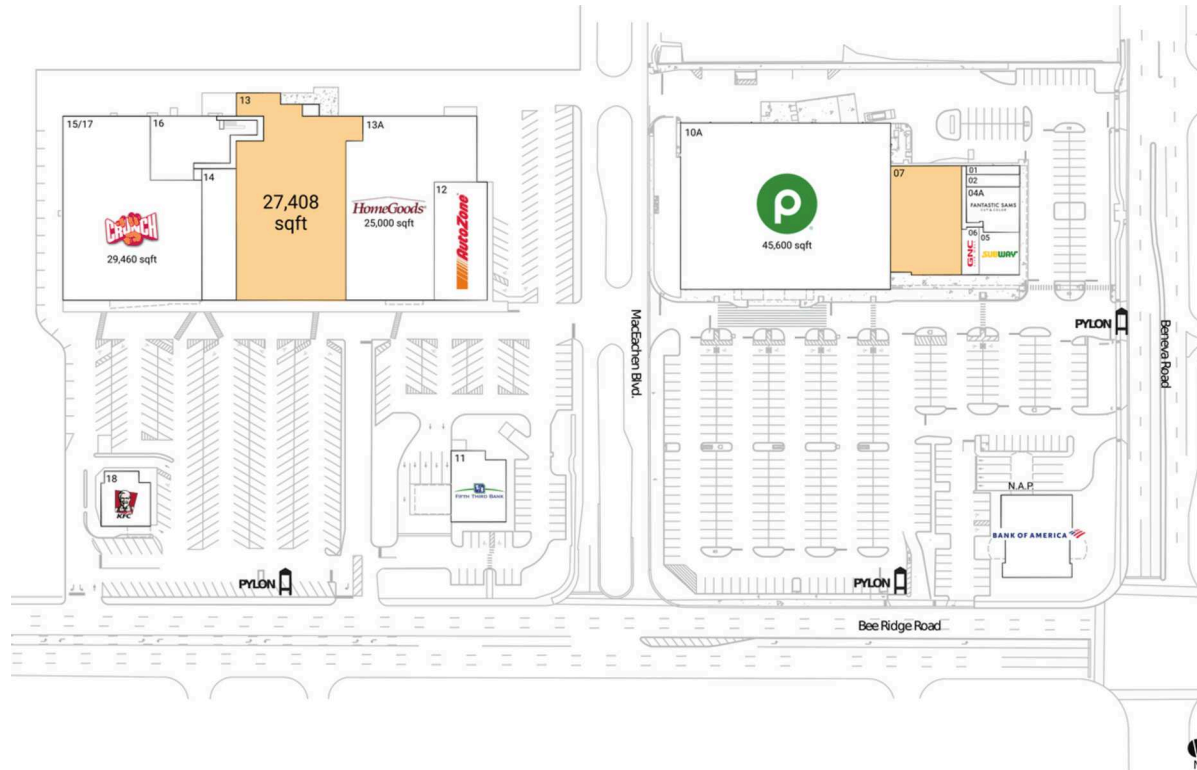 13
15/17
16
13A
14
12
27,408
sqft
CRUNCH
29,460 sqft
HomeGoods
25,000 sqft
AutoZone
10A
p
45,600 sqft
07
01
02
04A
FANTASTIC SAMS
CUT & COLOR
06
05
GNC
SUBWAY
MacEachen Blvd.
PYLON
Beneva Road
18
KFC
11
FIFTH THIRD BANK
N.A.P.
BANK OF AMERICA
PYLON
PYLON
Bee Ridge Road